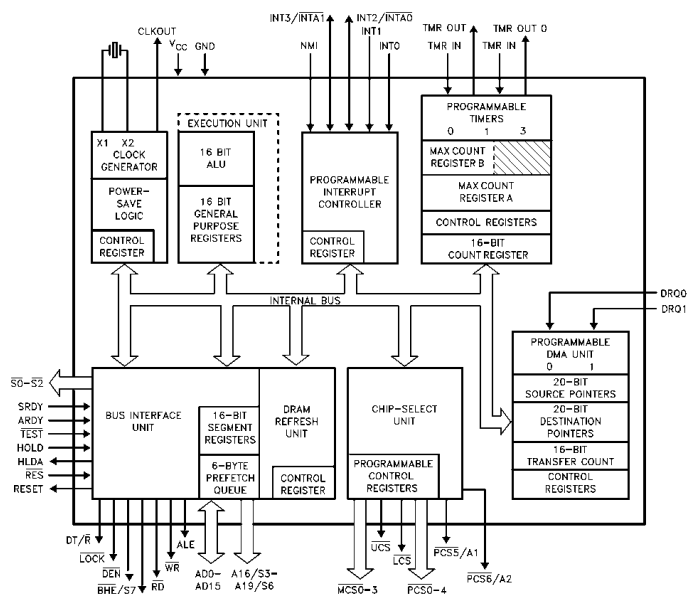 CLKOUT
VCC GND
INT3/INTA1
INT2/INTA0
NMI
INT1
INT0
TMR OUT
TMR OUT 0
TMR IN
TMR IN
X1 X2
CLOCK
GENERATOR
POWER-
SAVE
LOGIC
CONTROL
REGISTER
EXECUTION UNIT
16 BIT
ALU
16 BIT
GENERAL
PURPOSE
REGISTERS
PROGRAMMABLE
INTERRUPT
CONTROLLER
CONTROL
REGISTER
PROGRAMMABLE
TIMERS
0 1 3
MAX COUNT
REGISTER B
MAX COUNT
REGISTER A
CONTROL REGISTERS
16-BIT
COUNT REGISTER
INTERNAL BUS
DRQ0
DRQ1
PROGRAMMABLE
DMA UNIT
0 1
20-BIT
SOURCE POINTERS
20-BIT
DESTINATION
POINTERS
16-BIT
TRANSFER COUNT
CONTROL
REGISTERS
S0-S2
SRDY
ARDY
TEST
HOLD
HLDA
RES
RESET
BUS INTERFACE
UNIT
16-BIT
SEGMENT
REGISTERS
6-BYTE
PREFETCH
QUEUE
DRAM
REFRESH
UNIT
CONTROL
REGISTER
CHIP-SELECT
UNIT
PROGRAMMABLE
CONTROL
REGISTERS
DT/R
LOCK
DEN
BHE/S7
RD
WR
ALE
AD0-
AD15
A16/S3-
A19/S6
MCS0-3
UCS
LCS
PCS0-4
PCS5/A1
PCS6/A2